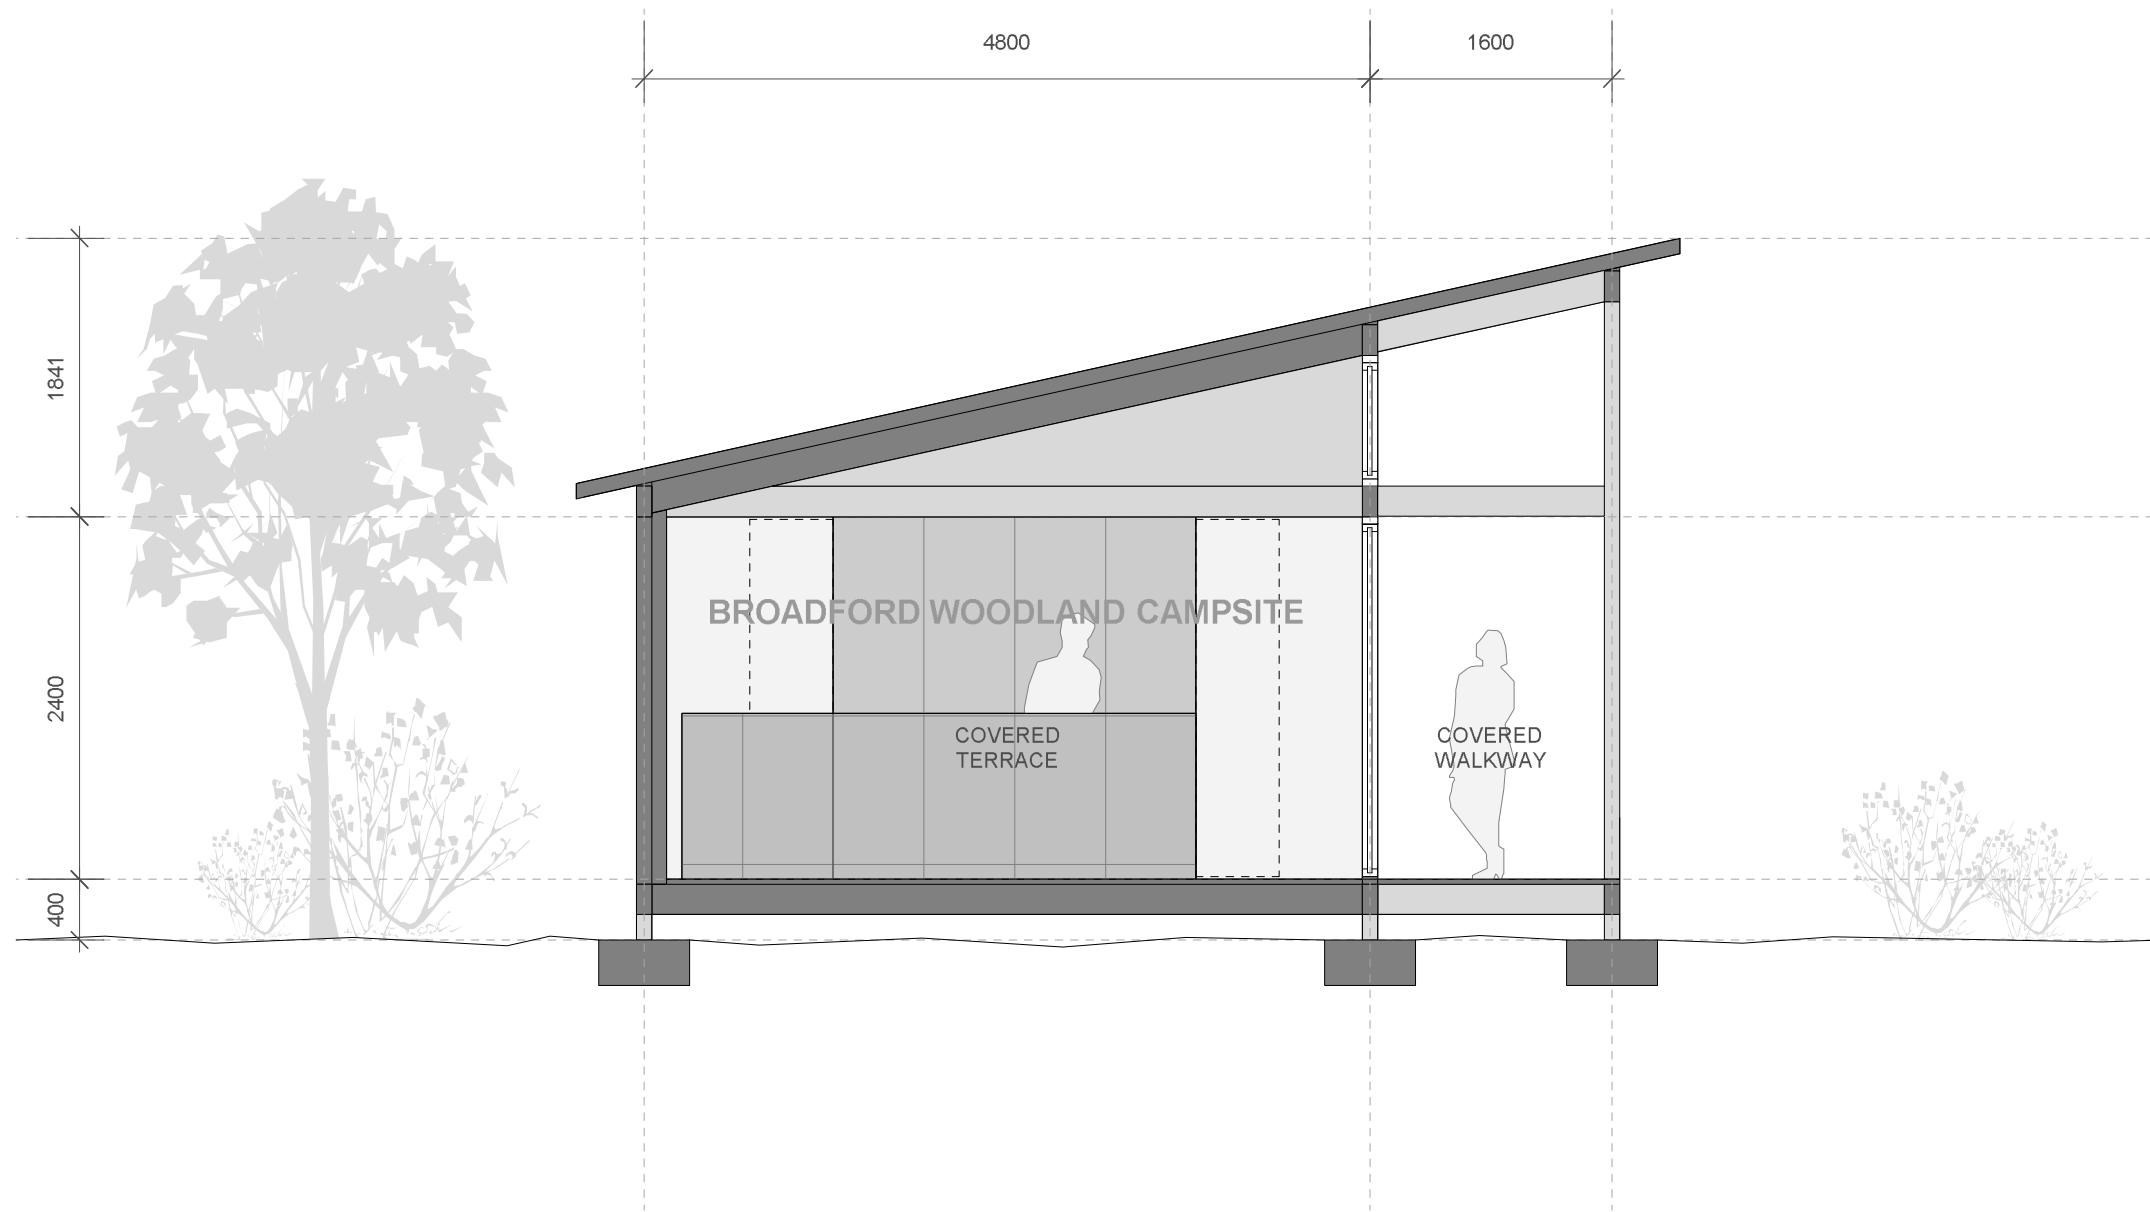 4800
1600
1841
BROADFORD WOODLAND CAMPSITE
2400
COVERED
TERRACE
COVERED
WALKWAY
400